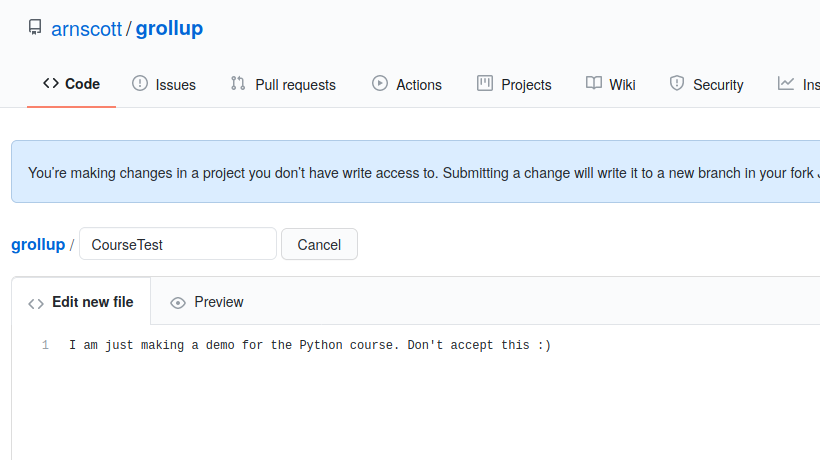 arnscott / grollup
Code Issues Pull requests Actions Projects Wiki Security Ins
You're making changes in a project you don't have write access to. Submitting a change will write it to a new branch in your fork
grollup / CourseTest Cancel
Edit new file Preview
1 I am just making a demo for the Python course. Don't accept this :)